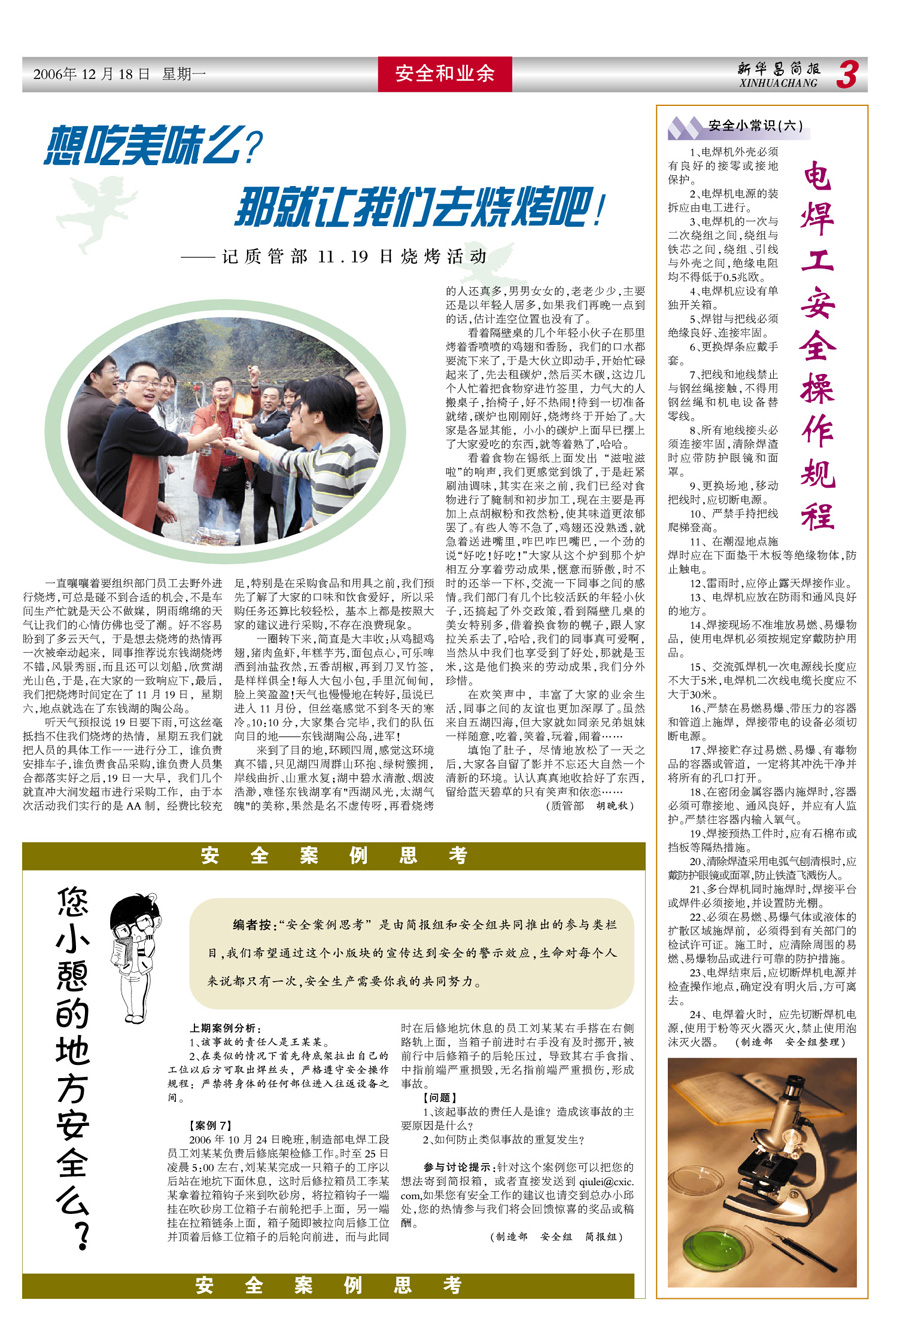 2006年 12 月 18 日 星期一
安全和业余
新华昌简报
XINHUACHANG
3
想吃美味么?
那就让我们去烧烤吧!
——记质管部 11.19 日烧烤活动
一直嚷嚷着要组织部门员工去野外进
行烧烤,可总是碰不到合适的机会,不是车
间生产忙就是天公不做媒，阴雨绵绵的天
气让我们的心情仿佛也受了潮。好不容易
盼到了多云天气，于是想去烧烤的热情再
一次被牵动起来，同事推荐说东钱湖烧烤
不错,风景秀丽,而且还可以划船,欣赏湖
光山色,于是,在大家的一致响应下,最后,
我们把烧烤时间定在了 11 月 19 日，星期
六,地点就选在了东钱湖的陶公岛。
听天气预报说 19 日要下雨,可这丝毫
抵挡不住我们烧烤的热情，星期五我们就
把人员的具体工作一一进行分工，谁负责
安排车子,谁负责食品采购,谁负责人员集
合都落实好之后,19 日一大早，我们几个
就直冲大润发超市进行采购工作，由于本
次活动我们实行的是 AA 制，经费比较充
足,特别是在采购食品和用具之前,我们预
先了解了大家的口味和饮食爱好，所以采
购任务还算比较轻松，基本上都是按照大
家的建议进行采购,不存在浪费现象。
一圈转下来,简直是大丰收:从鸡腿鸡
翅,猪肉鱼虾,年糕芋艿,面包点心,可乐啤
酒到油盐孜然,五香胡椒,再到刀叉竹签,
是样样俱全!每人大包小包,手里沉甸甸,
脸上笑盈盈!天气也慢慢地在转好,虽说已
进入 11 月份，但丝毫感觉不到冬天的寒
冷。10:10 分,大家集合完毕,我们的队伍
向目的地——东钱湖陶公岛,进军!
来到了目的地,环顾四周,感觉这环境
真不错,只见湖四周群山环抱、绿树簇拥,
岸线曲折、山重水复;湖中碧水清澈、烟波
浩渺,难怪东钱湖享有"西湖风光,太湖气
魄"的美称,果然是名不虚传呀,再看烧烤
的人还真多,男男女女的,老老少少,主要
还是以年轻人居多,如果我们再晚一点到
的话,估计连空位置也没有了。
看着隔壁桌的几个年轻小伙子在那里
烤着香喷喷的鸡翅和香肠，我们的口水都
要流下来了,于是大伙立即动手,开始忙碌
起来了,先去租碳炉,然后买木碳,这边几
个人忙着把食物穿进竹签里，力气大的人
搬桌子,抬椅子,好不热闹!待到一切准备
就绪,碳炉也刚刚好,烧烤终于开始了。大
家是各显其能，小小的碳炉上面早已摆上
了大家爱吃的东西,就等着熟了,哈哈。
看着食物在锡纸上面发出 “滋啦滋
啦”的响声,我们更感觉到饿了,于是赶紧
刷油调味,其实在来之前,我们已经对食
物进行了腌制和初步加工,现在主要是再
加上点胡椒粉和孜然粉,使其味道更浓郁
罢了。有些人等不急了,鸡翅还没熟透,就
急着送进嘴里,咋巴咋巴嘴巴,一个劲的
说“好吃!好吃!”大家从这个炉到那个炉
相互分享着劳动成果,惬意而骄傲,时不
时的还举一下杯,交流一下同事之间的感
情。我们部门有几个比较活跃的年轻小伙
子,还搞起了外交政策,看到隔壁几桌的
美女特别多,借着换食物的幌子,跟人家
拉关系去了,哈哈,我们的同事真可爱啊,
当然从中我们也享受到了好处,那就是玉
米,这是他们换来的劳动成果,我们分外
珍惜。
在欢笑声中，丰富了大家的业余生
活,同事之间的友谊也更加深厚了。虽然
来自五湖四海,但大家就如同亲兄弟姐妹
一样随意,吃着,笑着,玩着,闹着……
填饱了肚子，尽情地放松了一天之
后,大家各自留了影并不忘还大自然一个
清新的环境。认认真真地收拾好了东西,
留给蓝天碧草的只有笑声和依恋……
(质管部 胡晚秋)
安全小常识(六)
电焊工安全操作规程
1、电焊机外壳必须
有良好的接零或接地
保护。
2、电焊机电源的装
拆应由电工进行。
3、电焊机的一次与
二次绕组之间,绕组与
铁芯之间,绕组、引线
与外壳之间,绝缘电阻
均不得低于0.5兆欧。
4、电焊机应设有单
独开关箱。
5、焊钳与把线必须
绝缘良好、连接牢固。
6、更换焊条应戴手
套。
7、把线和地线禁止
与钢丝绳接触,不得用
钢丝绳和机电设备替
零线。
8、所有地线接头必
须连接牢固,清除焊渣
时应带防护眼镜和面
罩。
9、更换场地,移动
把线时,应切断电源。
10、严禁手持把线
爬梯登高。
11、在潮湿地点施
焊时应在下面垫干木板等绝缘物体,防
止触电。
12、雷雨时,应停止露天焊接作业。
13、电焊机应放在防雨和通风良好
的地方。
14、焊接现场不准堆放易燃、易爆物
品，使用电焊机必须按规定穿戴防护用
品。
15、交流弧焊机一次电源线长度应
不大于5米,电焊机二次线电缆长度应不
大于30米。
16、严禁在易燃易爆、带压力的容器
和管道上施焊，焊接带电的设备必须切
断电源。
17、焊接贮存过易燃、易爆、有毒物
品的容器或管道，一定将其冲洗干净并
将所有的孔口打开。
18、在密闭金属容器内施焊时,容器
必须可靠接地、通风良好，并应有人监
护。严禁往容器内输入氧气。
19、焊接预热工件时,应有石棉布或
挡板等隔热措施。
20、清除焊渣采用电弧气刨清根时,应
戴防护眼镜或面罩,防止铁渣飞溅伤人。
21、多台焊机同时施焊时,焊接平台
或焊件必须接地,并设置防光棚。
22、必须在易燃、易爆气体或液体的
扩散区域施焊前，必须得到有关部门的
检试许可证。施工时，应清除周围的易
燃、易爆物品或进行可靠的防护措施。
23、电焊结束后,应切断焊机电源并
检查操作地点,确定没有明火后,方可离
去。
24、电焊着火时，应先切断焊机电
源,使用于粉等灭火器灭火,禁止使用泡
沫灭火器。 (制造部 安全组整理)
安全案例思考
您小憩的地方安全么?
编者按:“安全案例思考”是由简报组和安全组共同推出的参与类栏
目,我们希望通过这个小版块的宣传达到安全的警示效应,生命对每个人
来说都只有一次,安全生产需要你我的共同努力。
上期案例分析:
1、该事故的责任人是王某某。
2、在类似的情况下首先待底架拉出自己的
工位以后方可取出焊丝头，严格遵守安全操作
规程；严禁将身体的任何部位进入往返设备之
间。
【案例 7】
2006 年 10 月 24 日晚班,制造部电焊工段
员工刘某某负责后修底架检修工作。时至 25 日
凌晨 5:00 左右,刘某某完成一只箱子的工序以
后站在地坑下面休息，这时后修拉箱员工李某
某拿着拉箱钩子来到吹砂房，将拉箱钩子一端
挂在吹砂房工位箱子右前轮把手上面，另一端
挂在拉箱链条上面，箱子随即被拉向后修工位
并顶着后修工位箱子的后轮向前进，而与此同
时在后修地坑休息的员工刘某某右手搭在右侧
路轨上面，当箱子前进时右手没有及时挪开,被
前行中后修箱子的后轮压过，导致其右手食指、
中指前端严重损毁,无名指前端严重损伤,形成
事故。
【问题】
1、该起事故的责任人是谁？造成该事故的主
要原因是什么?
2、如何防止类似事故的重复发生?
参与讨论提示:针对这个案例您可以把您的
想法寄到简报箱，或者直接发送到 qiulei@cxic.
com,如果您有安全工作的建议也请交到总办小邱
处,您的热情参与我们将会回馈惊喜的奖品或稿
酬。
(制造部 安全组 简报组)
安全案例思考